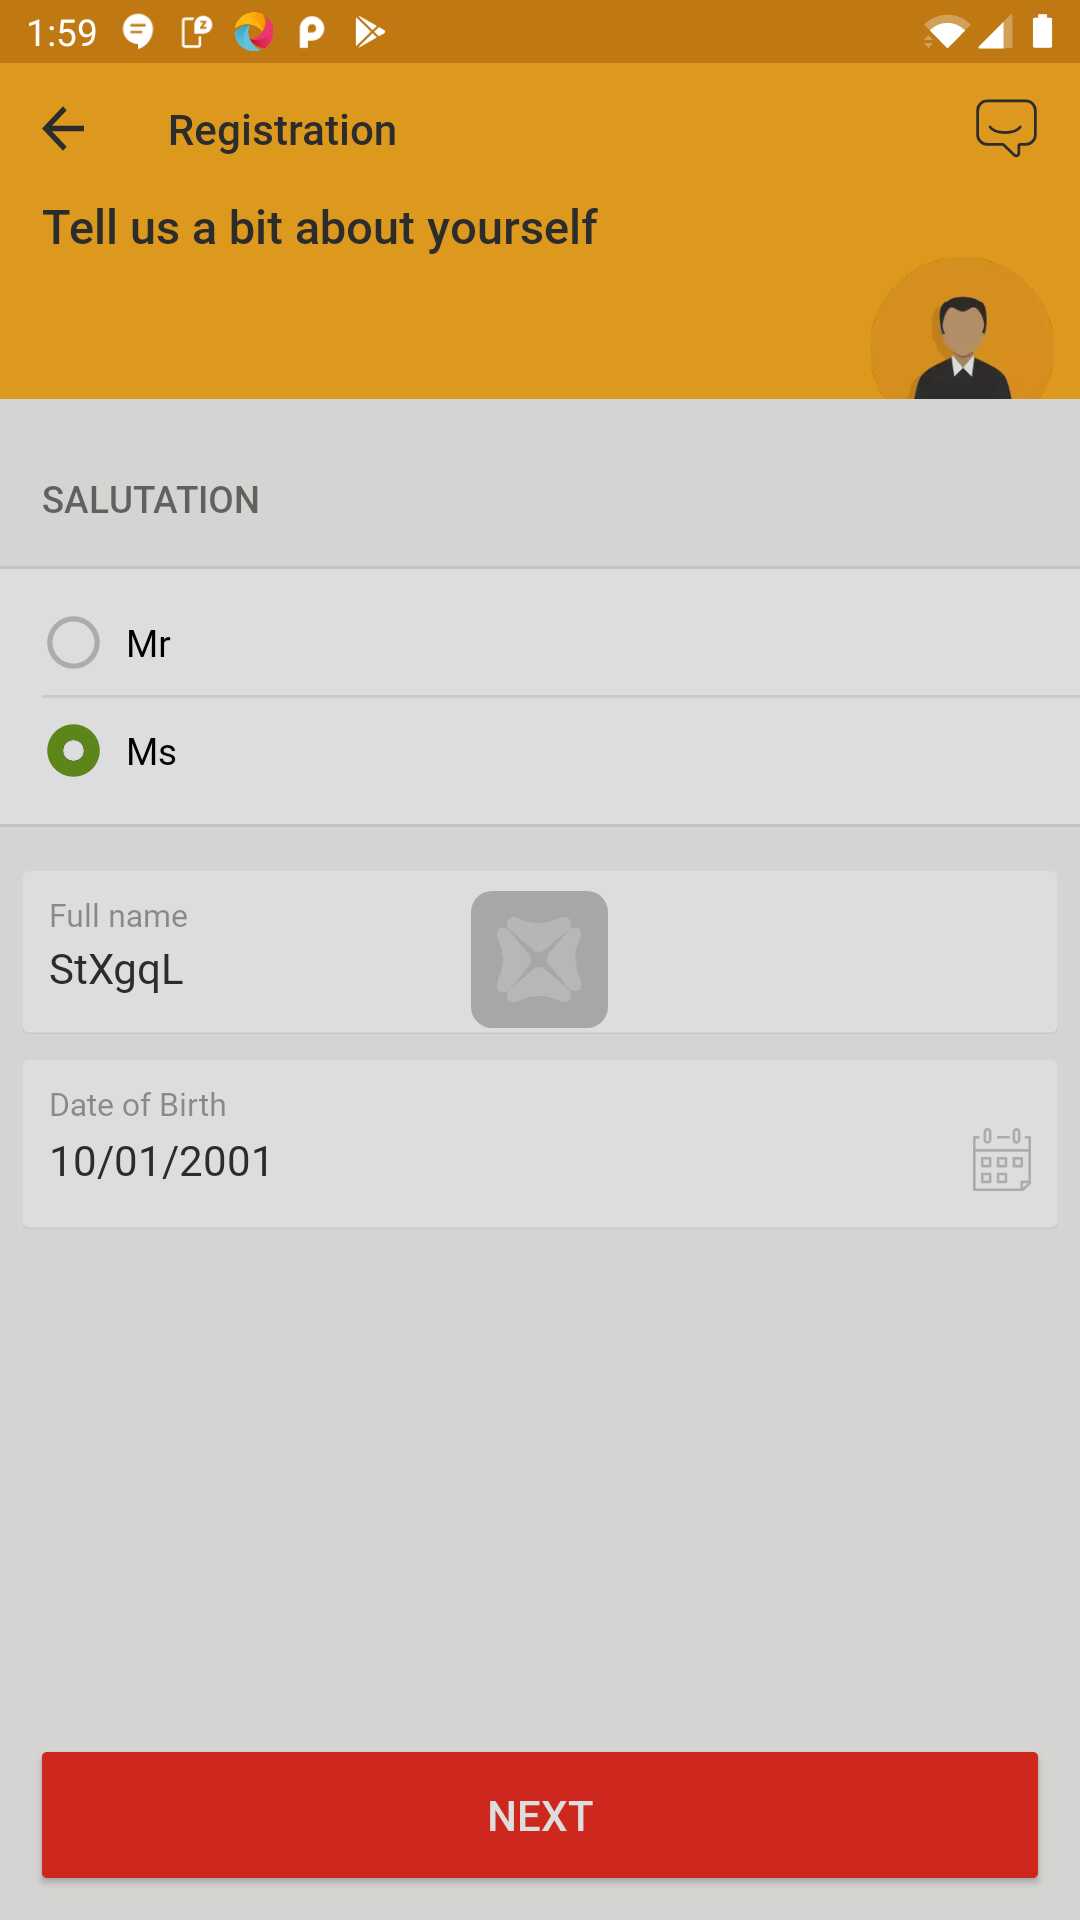 1:59
Registration
Tell us a bit about yourself
SALUTATION
Mr
Ms
Full name
StXgqL
Date of Birth
10/01/2001
NEXT